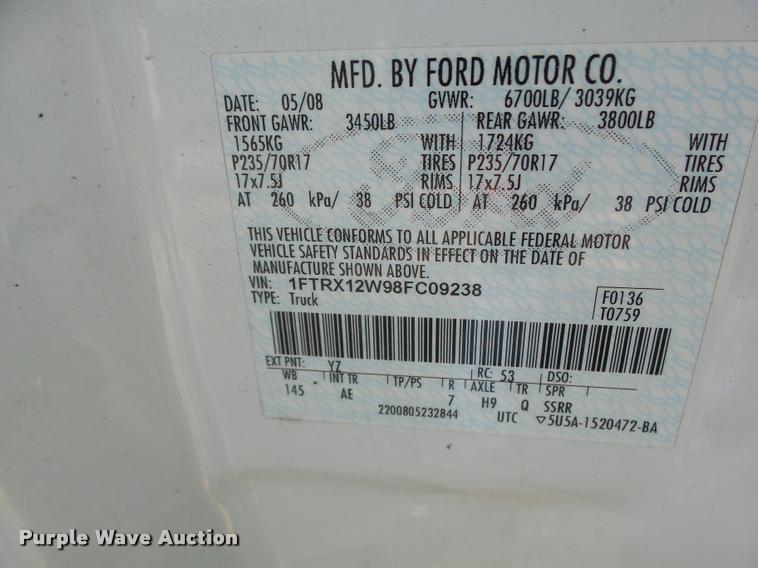 MFD. BY FORD MOTOR CO.
DATE: 05/08 GVWR: 6700LB/ 3039KG
FRONT GAWR: 3450LB REAR GAWR: 3800LB
1565KG WITH 1724KG WITH
P235/70R17 TIRES P235/70R17 TIRES
17x7.5J RIMS 17x7.5J RIMS
AT 260 kPa/ 38 PSI COLD AT 260 kPa/ 38 PSI COLD
THIS VEHICLE CONFORMS TO ALL APPLICABLE FEDERAL MOTOR
VEHICLE SAFETY STANDARDS IN EFFECT ON THE DATE OF
MANUFACTURE SHOWN ABOVE.
VIN: 1FTRX12W98FC09238 F0136
TYPE: Truck T0759
EXT PNT: YZ RC: 53 DSO:
WB INT TR TP/PS R AXLE TR SPR
145 AE 7 H9 Q SSRR
2200805232844 UTC ▽5U5A-1520472-BA
Purple Wave Auction